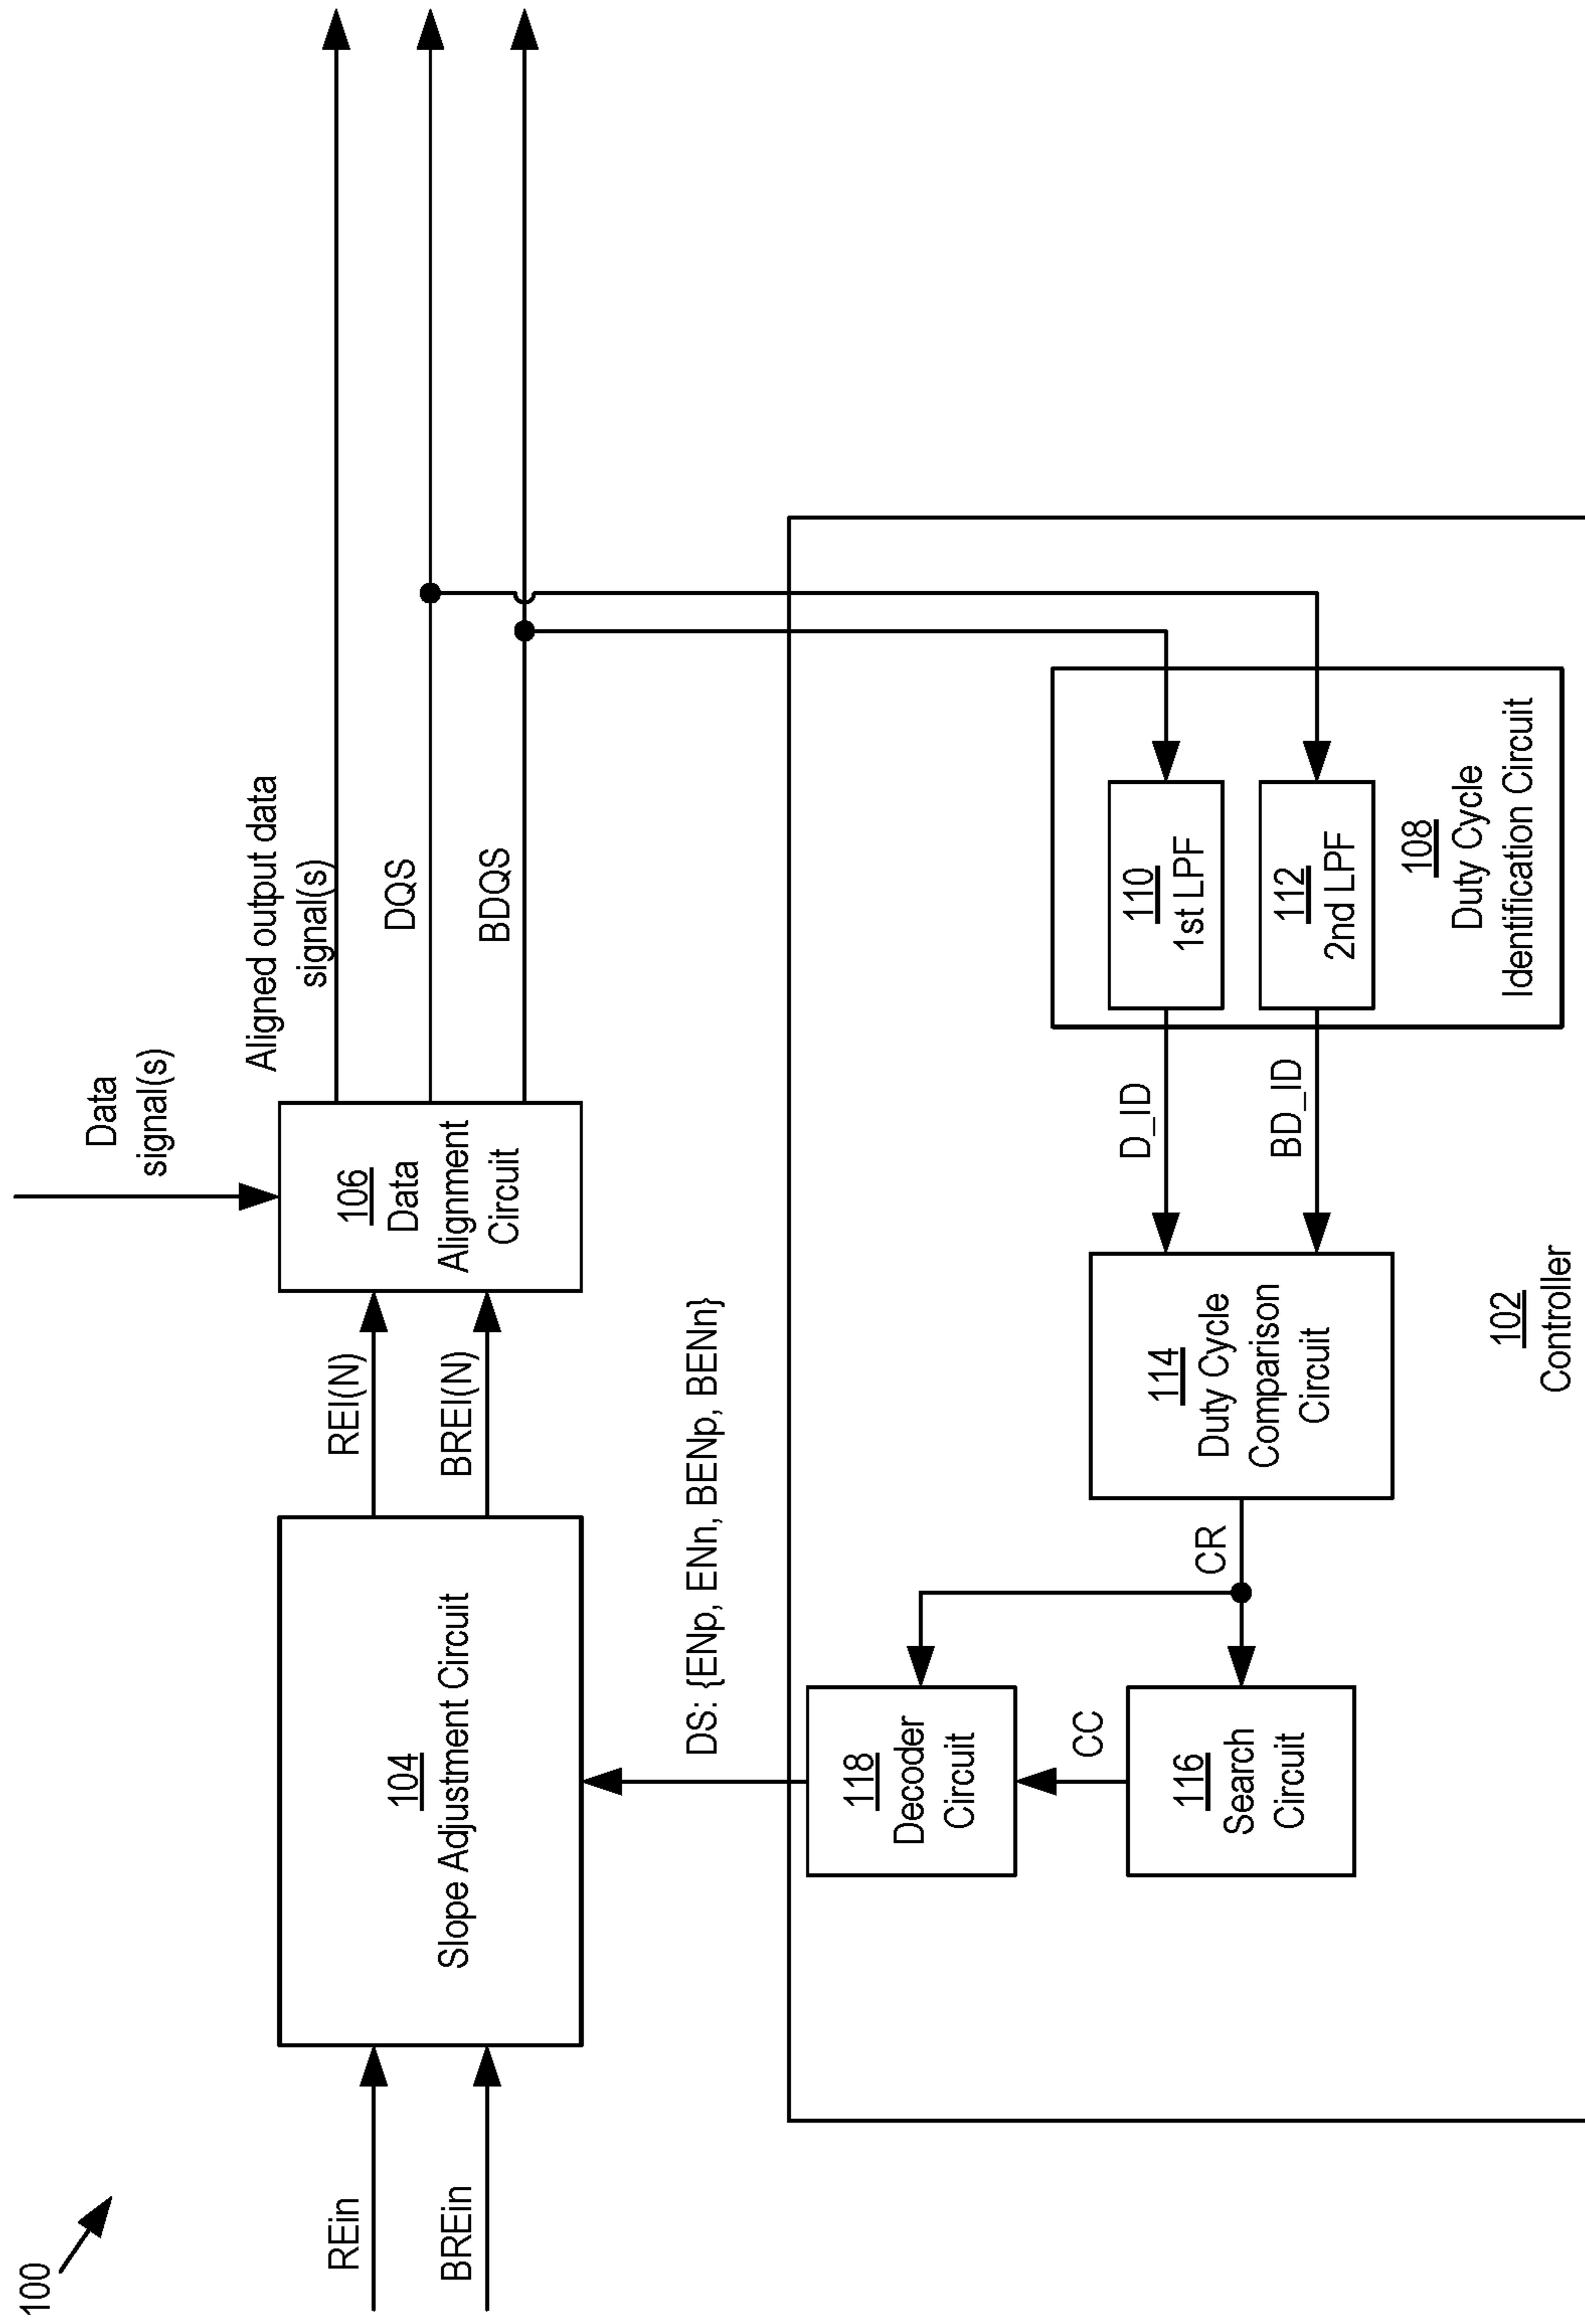 100
REin
BREin
104
Slope Adjustment Circuit
REI(N)
BREI(N)
Data
signal(s)
106
Data
Alignment
Circuit
Aligned output data
signal(s)
DQS
BDQS
DS: {ENp, ENn, BENp, BENn}
118
Decoder
Circuit
CC
116
Search
Circuit
CR
114
Duty Cycle
Comparison
Circuit
D_ID
BD_ID
110
1st LPF
112
2nd LPF
108
Duty Cycle
Identification Circuit
102
Controller